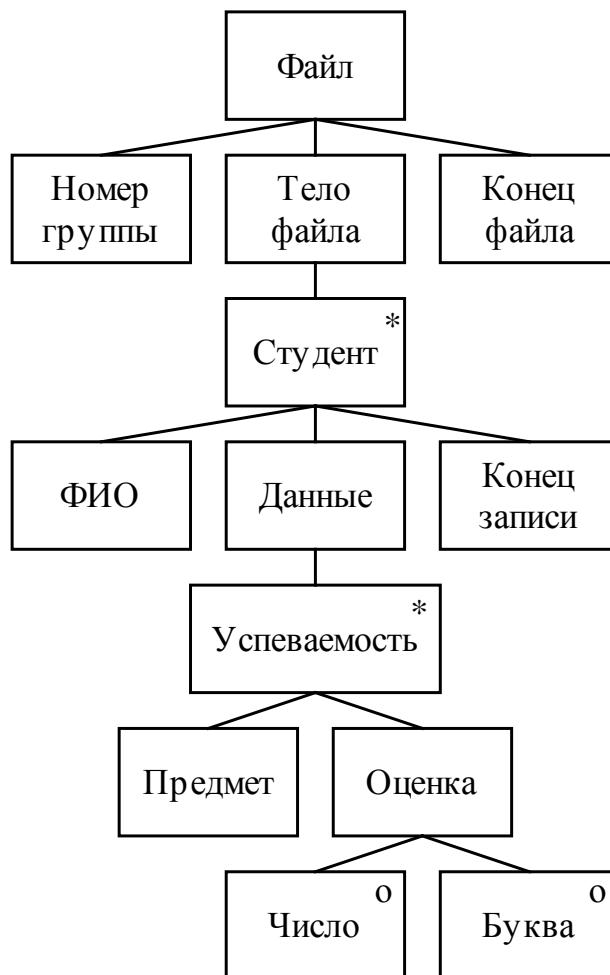 Файл
Номер
группы
Тело
файла
Конец
файла
*
Студент
ФИО
Данные
Конец
записи
*
Успеваемость
Предмет
Оценка
о
Число
о
Буква